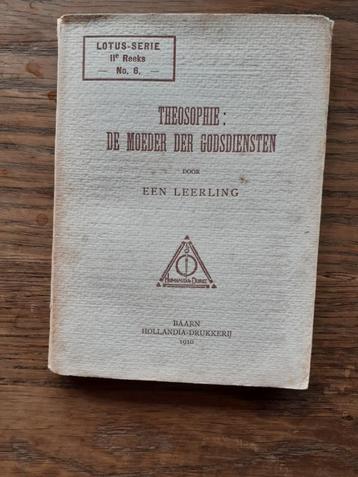 LOTUS-SERIE
IIe Reeks
— No. 6. —
THEOSOPHIE:
DE MOEDER DER GODSDIENSTEN
DOOR
EEN LEERLING
BAARN
HOLLANDIA-DRUKKERIJ
1910